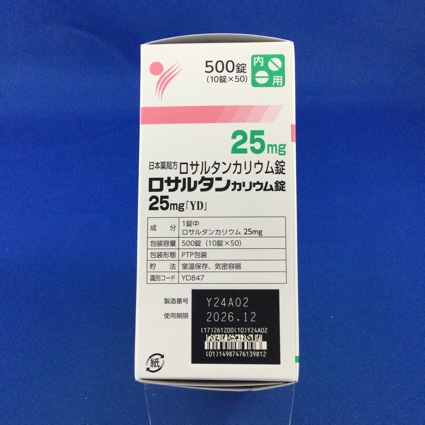 500錠
(10錠×50)
内
用
25mg
日本薬局方 ロサルタンカリウム錠
ロサルタンカリウム錠
25mg「YD」
成 分 1錠中
ロサルタンカリウム 25mg
包装容量 500錠（10錠×50）
包装形態 PTP包装
貯 法 室温保存、気密容器
識別コード YD847
製造番号 Y24A02
使用期限 2026.12
(17)261200(10)Y24A02
(01)14987476139812
紙